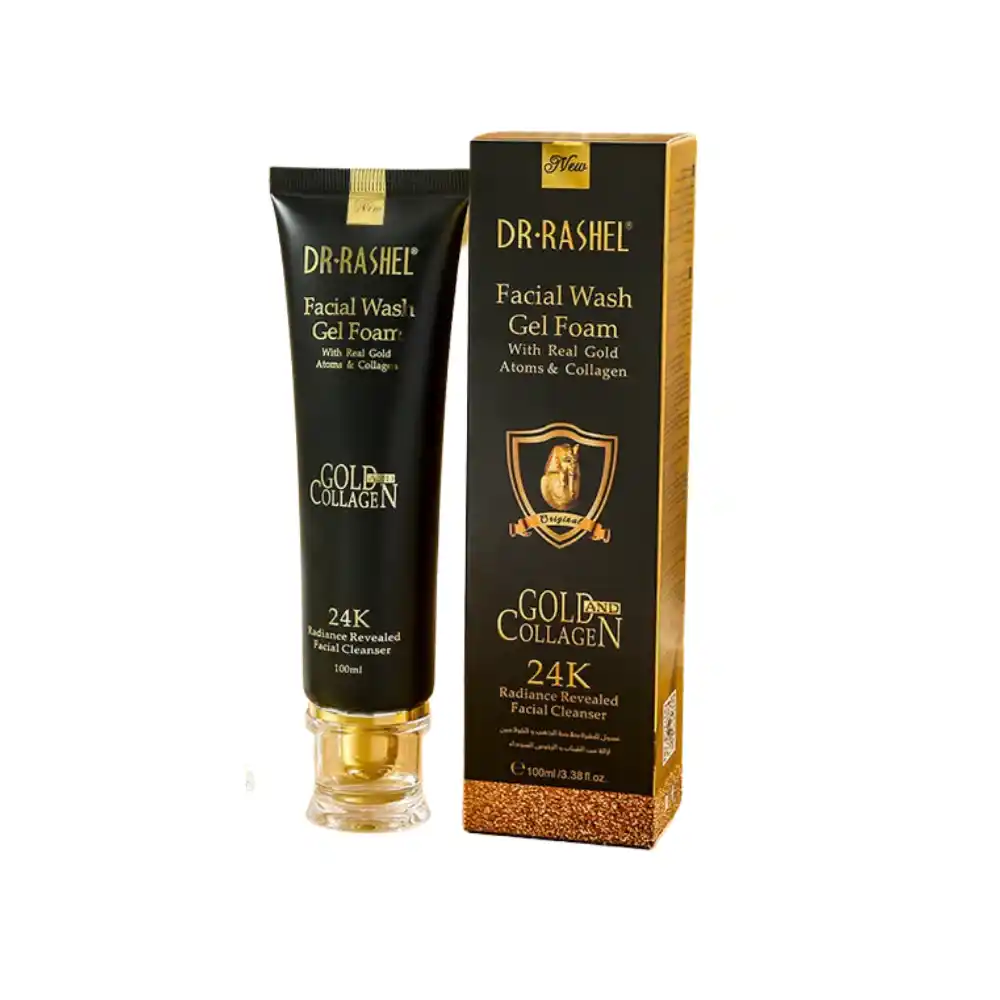 New
DR·RASHEL®
Facial Wash
Gel Foam
With Real Gold
Atoms & Collagen
GOLD AND
COLLAGEN
24K
Radiance Revealed
Facial Cleanser
100ml
New
DR·RASHEL®
Facial Wash
Gel Foam
With Real Gold
Atoms & Collagen
Original
GOLD AND
COLLAGEN
24K
Radiance Revealed
Facial Cleanser
100ml/3.38 fl.oz.